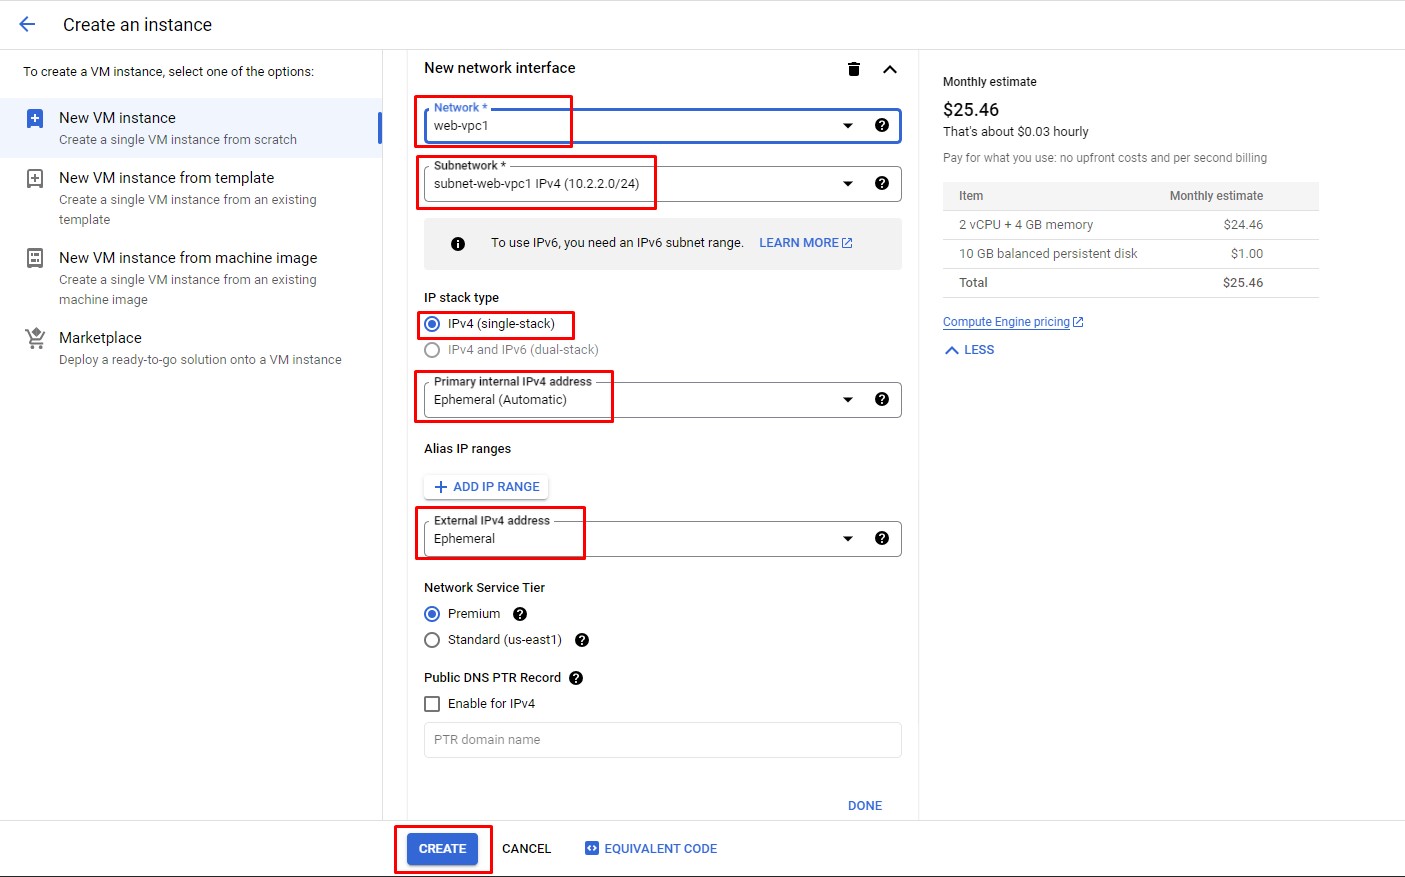 Create an instance
To create a VM instance, select one of the options:
New VM instance
Create a single VM instance from scratch
New VM instance from template
Create a single VM instance from an existing
template
New VM instance from machine image
Create a single VM instance from an existing
machine image
Marketplace
Deploy a ready-to-go solution onto a VM instance
New network interface
Network *
web-vpc1
Subnetwork *
subnet-web-vpc1 IPv4 (10.2.2.0/24)
To use IPv6, you need an IPv6 subnet range. LEARN MORE
IP stack type
IPv4 (single-stack)
IPv4 and IPv6 (dual-stack)
Primary internal IPv4 address
Ephemeral (Automatic)
Alias IP ranges
ADD IP RANGE
External IPv4 address
Ephemeral
Network Service Tier
Premium
Standard (us-east1)
Public DNS PTR Record
Enable for IPv4
PTR domain name
DONE
CREATE CANCEL EQUIVALENT CODE
Monthly estimate
$25.46
That's about $0.03 hourly
Pay for what you use: no upfront costs and per second billing
Item Monthly estimate
2 vCPU + 4 GB memory $24.46
10 GB balanced persistent disk $1.00
Total $25.46
Compute Engine pricing
LESS